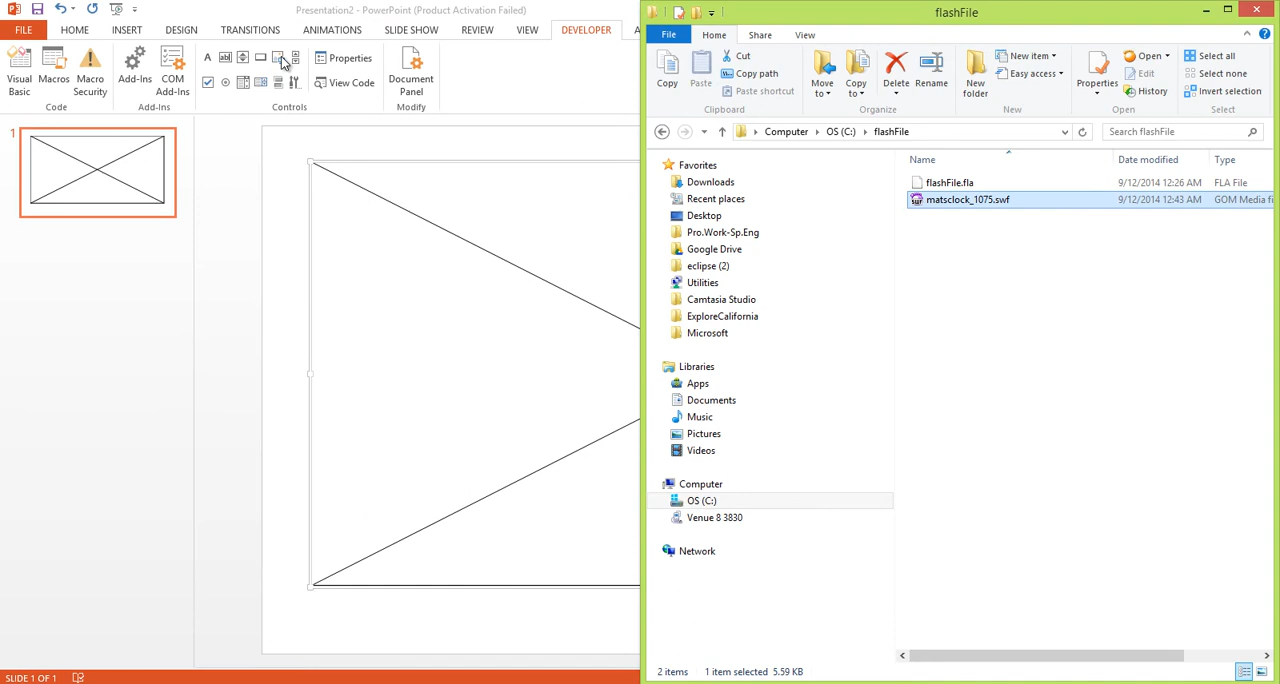 Presentation2 - PowerPoint (Product Activation Failed)
FILE HOME INSERT DESIGN TRANSITIONS ANIMATIONS SLIDE SHOW REVIEW VIEW DEVELOPER A
Visual Basic
Macros
Macro Security
Code
Add-Ins
COM Add-Ins
Add-Ins
A
ab|
Properties
View Code
Controls
Document Panel
Modify
1
SLIDE 1 OF 1
flashFile
File Home Share View
Copy
Paste
Cut
Copy path
Paste shortcut
Clipboard
Move to
Copy to
Delete
Rename
Organize
New folder
New item
Easy access
New
Properties
Open
Edit
History
Open
Select all
Select none
Invert selection
Select
Computer OS (C:) flashFile
Search flashFile
Favorites
Downloads
Recent places
Desktop
Pro.Work-Sp.Eng
Google Drive
eclipse (2)
Utilities
Camtasia Studio
ExploreCalifornia
Microsoft
Libraries
Apps
Documents
Music
Pictures
Videos
Computer
OS (C:)
Venue 8 3830
Network
Name Date modified Type
flashFile.fla 9/12/2014 12:26 AM FLA File
matsclock_1075.swf 9/12/2014 12:43 AM GOM Media fi
2 items 1 item selected 5.59 KB